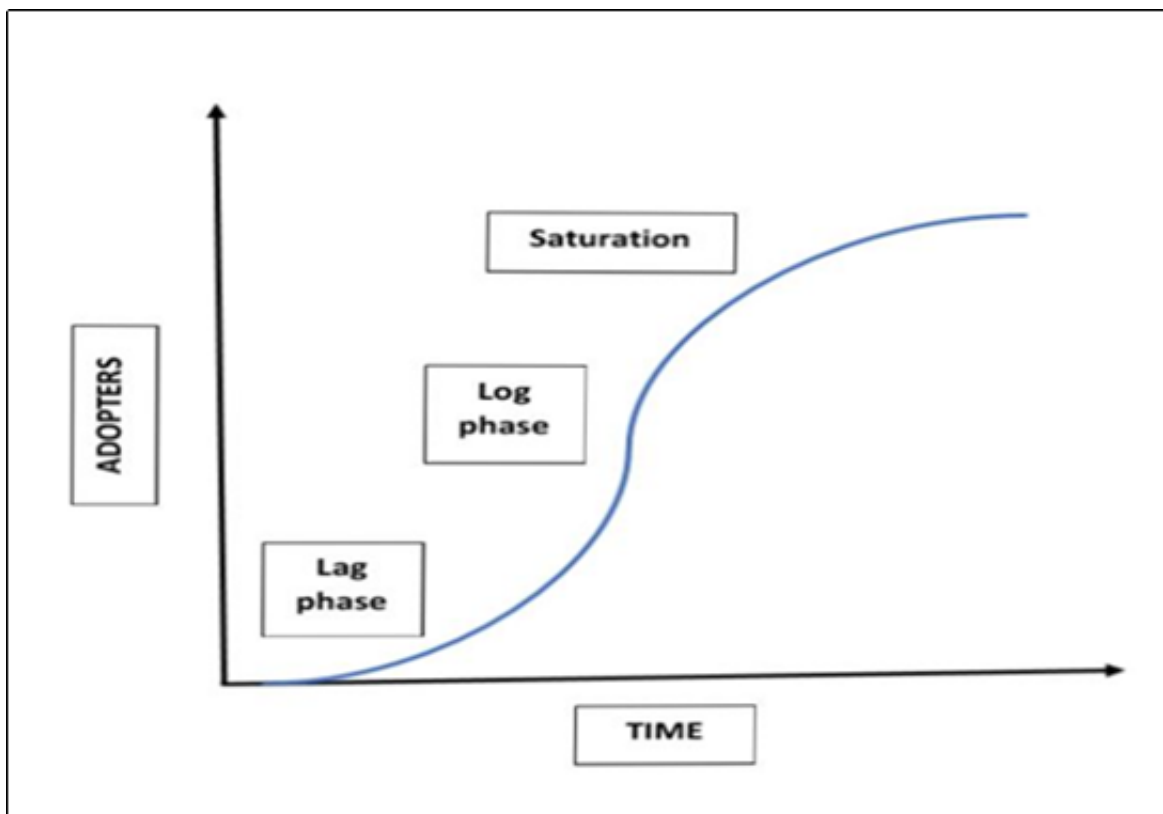 Saturation
Log
phase
ADOPTERS
Lag
phase
TIME